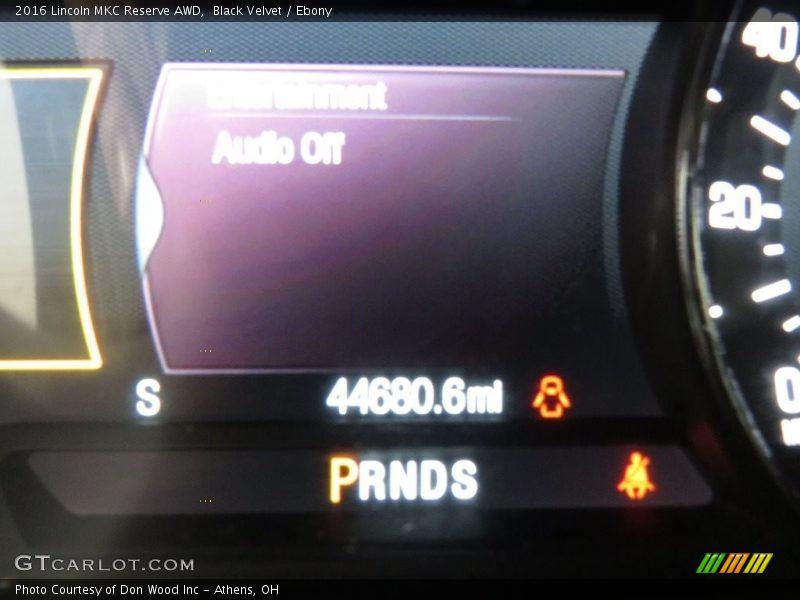 2016 Lincoln MKC Reserve AWD, Black Velvet / Ebony
Entertainment
Audio Off
40
20
0
S
44680.6mi
PRNDS
GTCARLOT.COM
Photo Courtesy of Don Wood Inc - Athens, OH